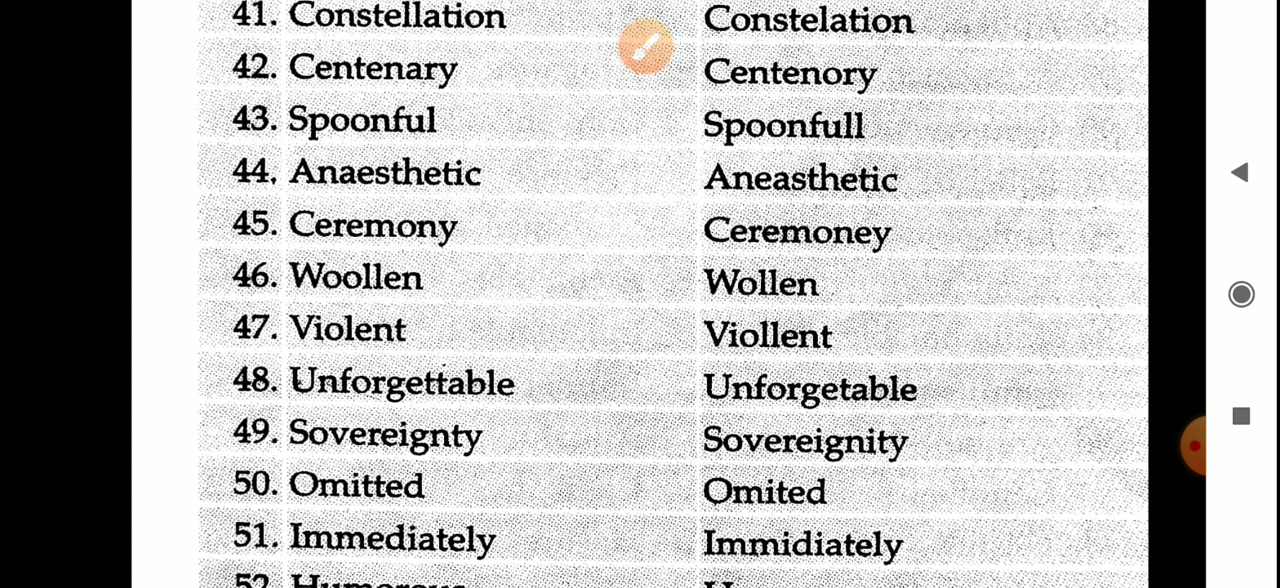 41. Constellation Constelation
42. Centenary Centenory
43. Spoonful Spoonfull
44. Anaesthetic Aneasthetic
45. Ceremony Ceremoney
46. Woollen Wollen
47. Violent Viollent
48. Unforgettable Unforgetable
49. Sovereignty Sovereignity
50. Omitted Omited
51. Immediately Immidiately
52.